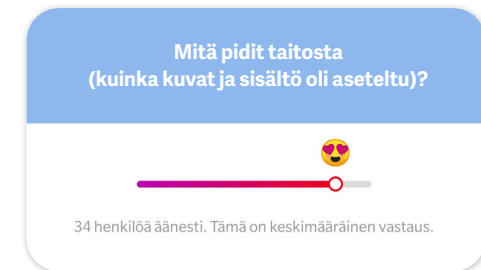 Mitä pidit taitosta
(kuinka kuvat ja sisältö oli aseteltu)?
34 henkilöä äänesti. Tämä on keskimääräinen vastaus.